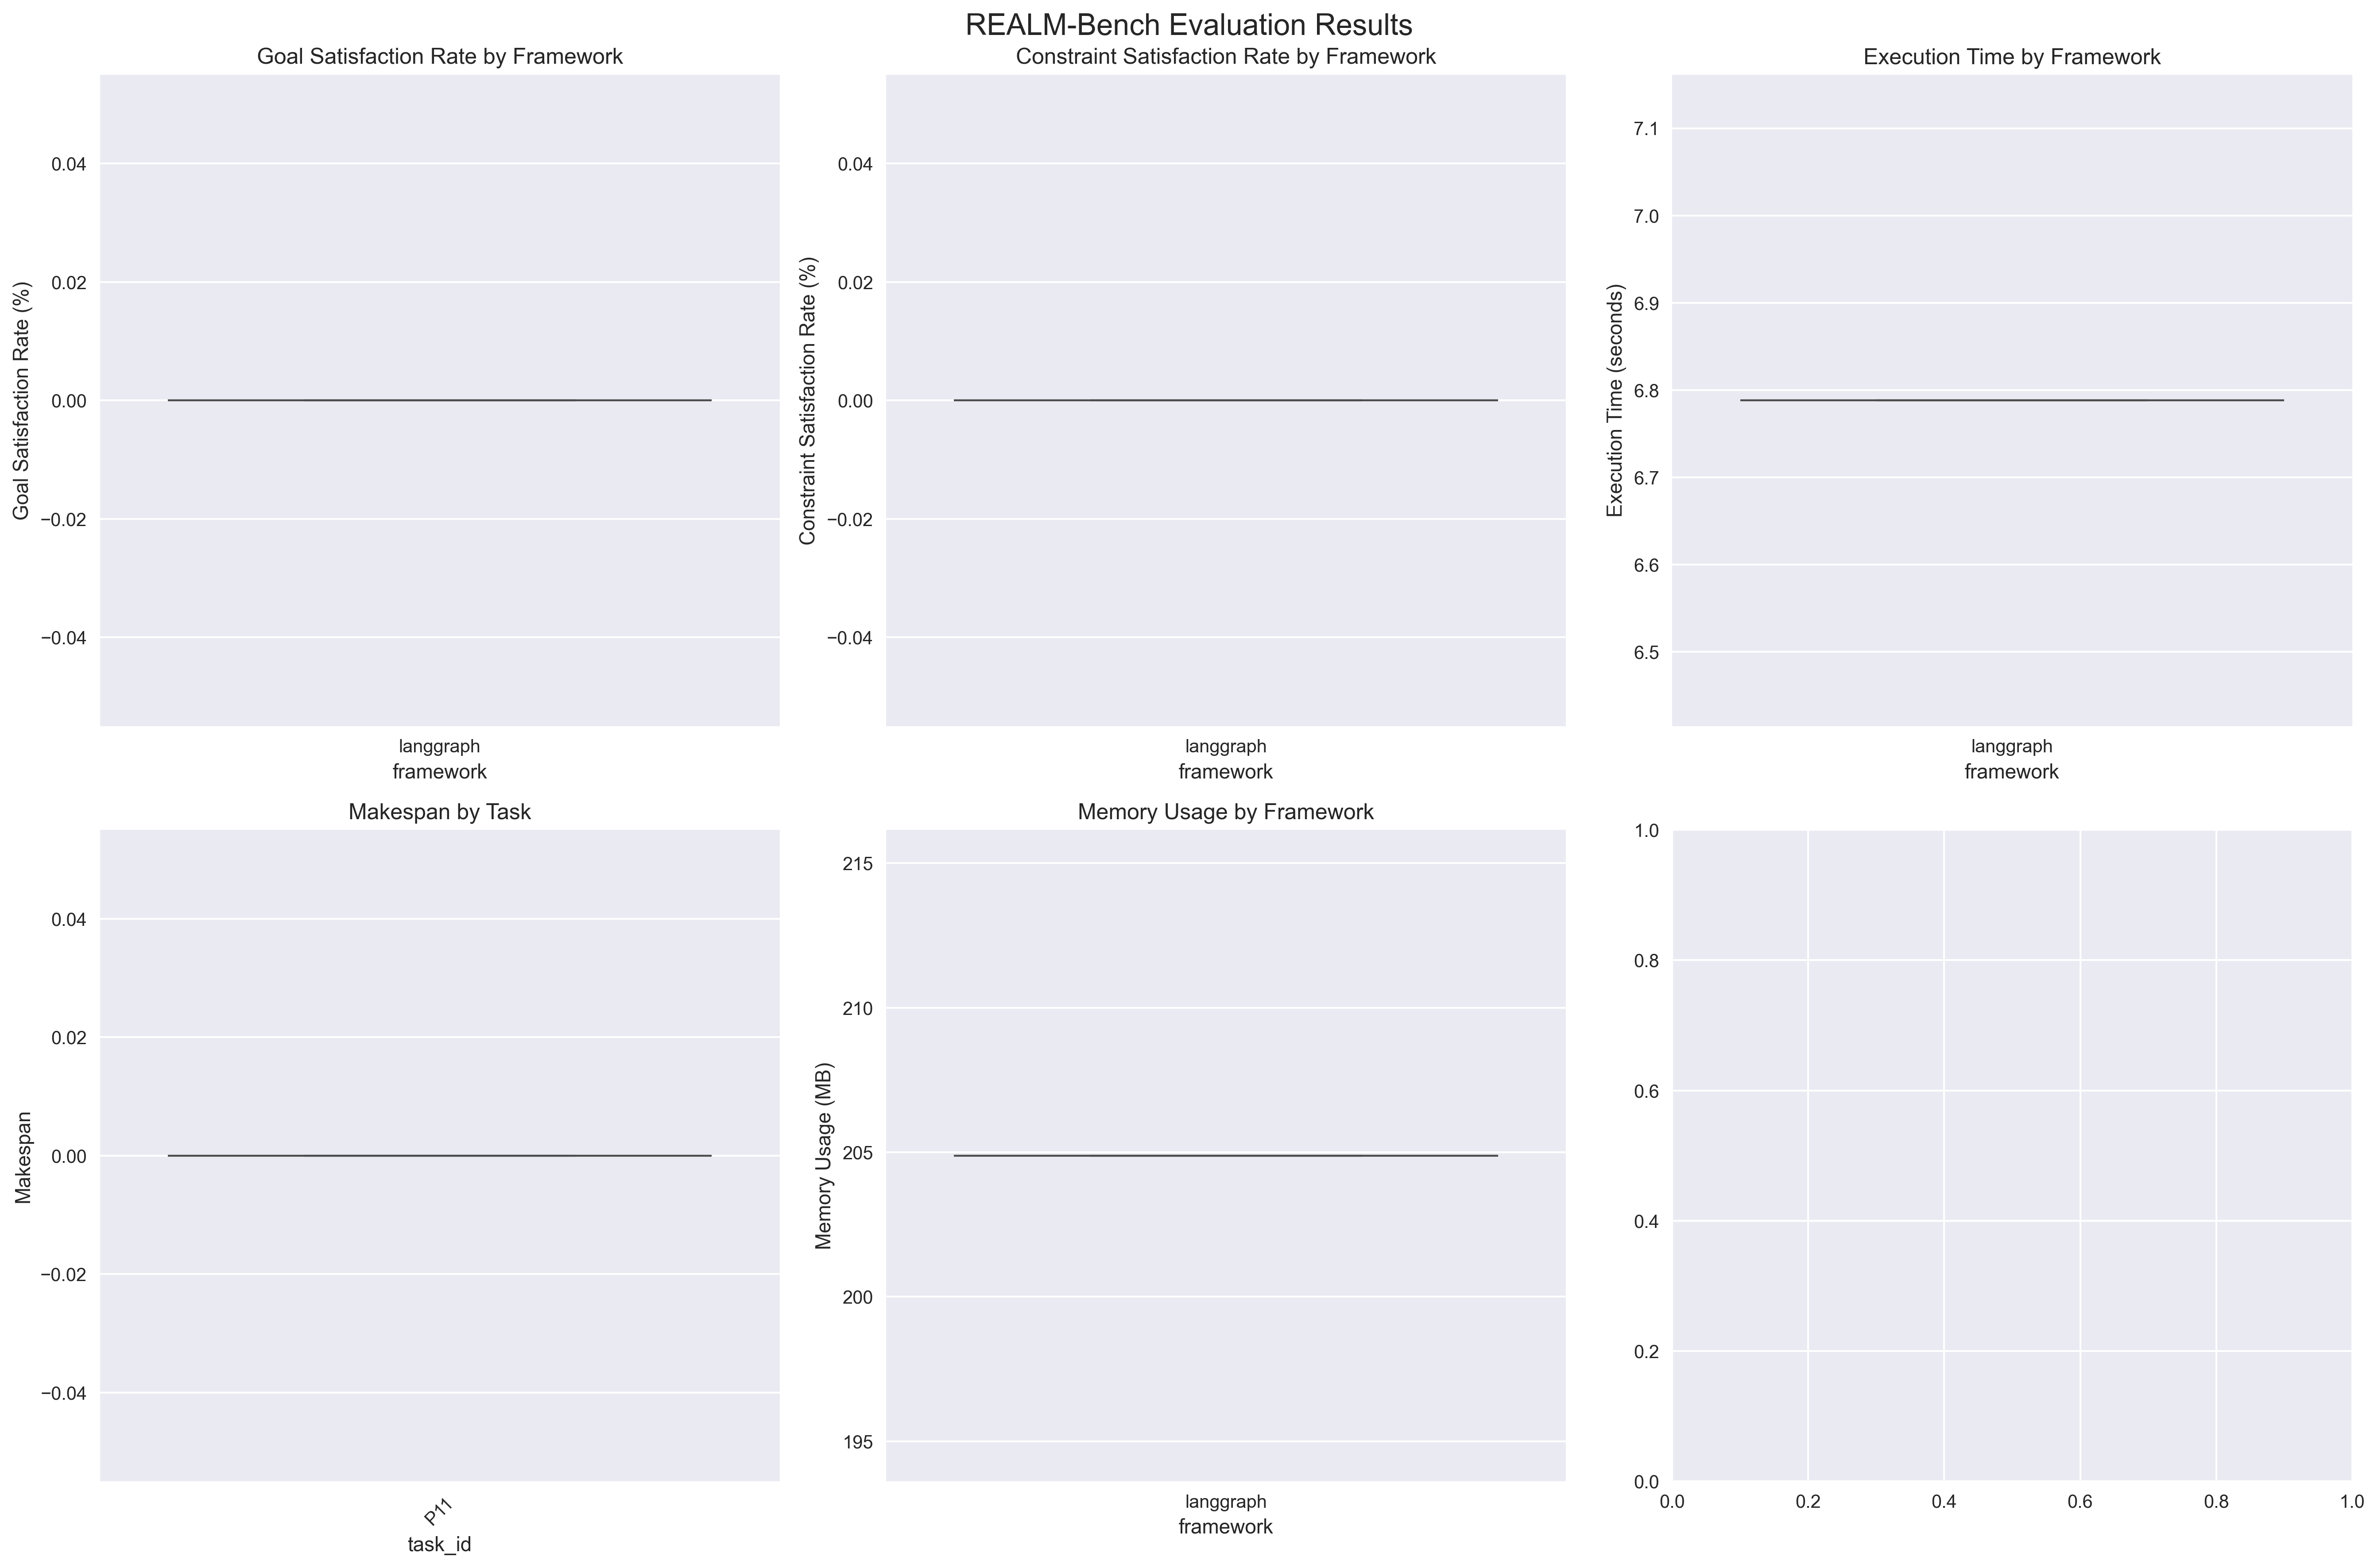 REALM-Bench Evaluation Results
Goal Satisfaction Rate by Framework
Goal Satisfaction Rate (%)
0.04
0.02
0.00
−0.02
−0.04
langgraph
framework
Constraint Satisfaction Rate by Framework
Constraint Satisfaction Rate (%)
0.04
0.02
0.00
−0.02
−0.04
langgraph
framework
Execution Time by Framework
Execution Time (seconds)
7.1
7.0
6.9
6.8
6.7
6.6
6.5
langgraph
framework
Makespan by Task
Makespan
0.04
0.02
0.00
−0.02
−0.04
P11
task_id
Memory Usage by Framework
Memory Usage (MB)
215
210
205
200
195
langgraph
framework
1.0
0.8
0.6
0.4
0.2
0.0
0.0 0.2 0.4 0.6 0.8 1.0